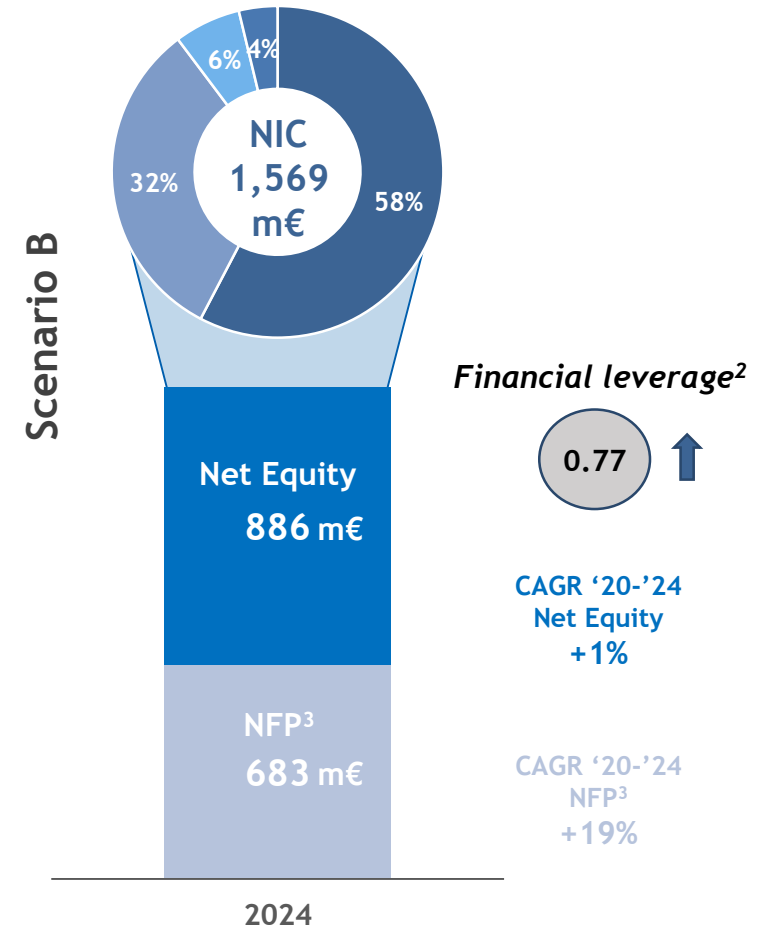 Scenario B
6%
4%
32%
58%
NIC
1,569
m€
Financial leverage²
0.77
Net Equity
886 m€
CAGR ‘20-’24
Net Equity
+1%
NFP³
683 m€
CAGR ‘20-’24
NFP³
+19%
2024